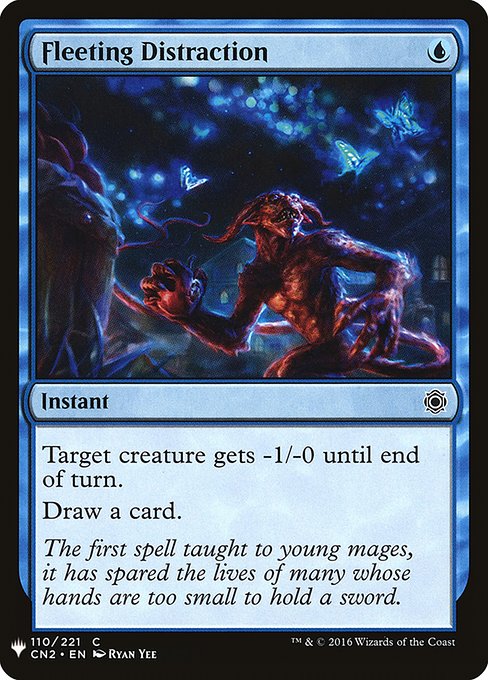 Fleeting Distraction
Instant
Target creature gets -1/-0 until end
of turn.
Draw a card.
The first spell taught to young mages,
it has spared the lives of many whose
hands are too small to hold a sword.
110/221 C
CN2 • EN Ryan Yee
™ & © 2016 Wizards of the Coast